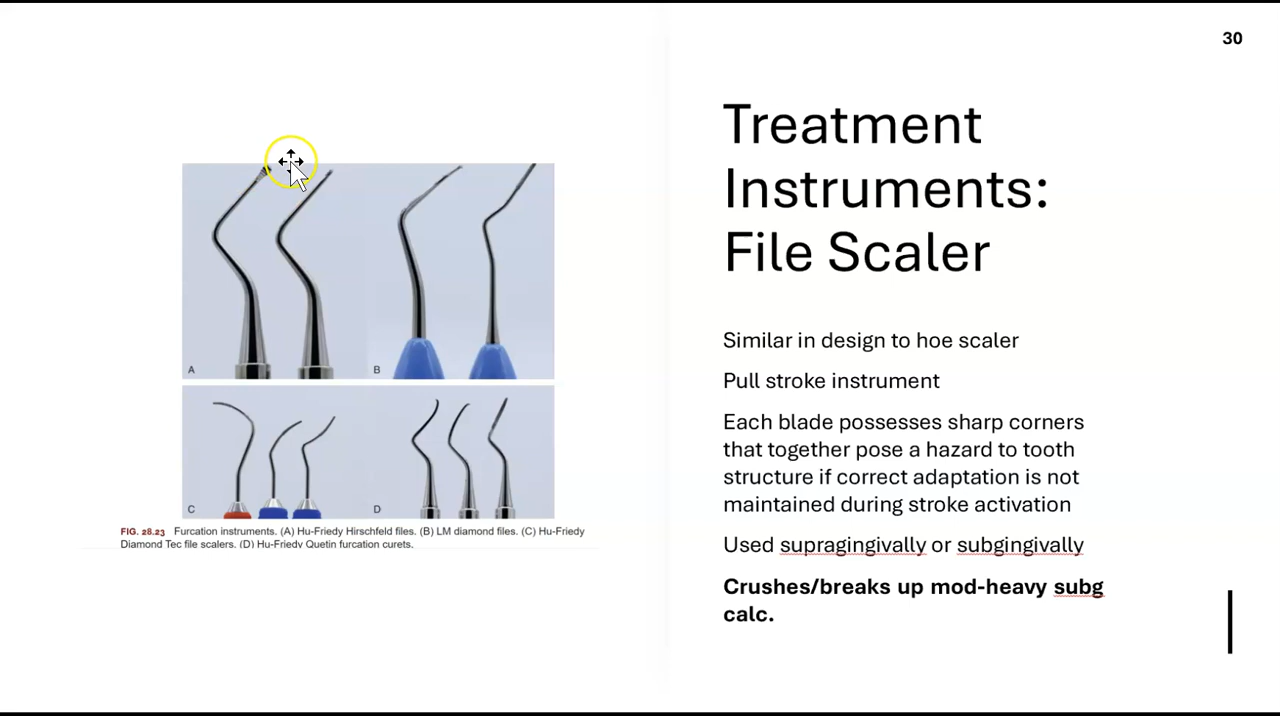 30
Treatment
Instruments:
File Scaler
Similar in design to hoe scaler
Pull stroke instrument
Each blade possesses sharp corners
that together pose a hazard to tooth
structure if correct adaptation is not
maintained during stroke activation
Used supragingivally or subgingivally
Crushes/breaks up mod-heavy subg
calc.
A
B
C
D
FIG. 28.23 Furcation instruments. (A) Hu-Friedy Hirschfeld files. (B) LM diamond files. (C) Hu-Friedy
Diamond Tec file scalers. (D) Hu-Friedy Quetin furcation curets.